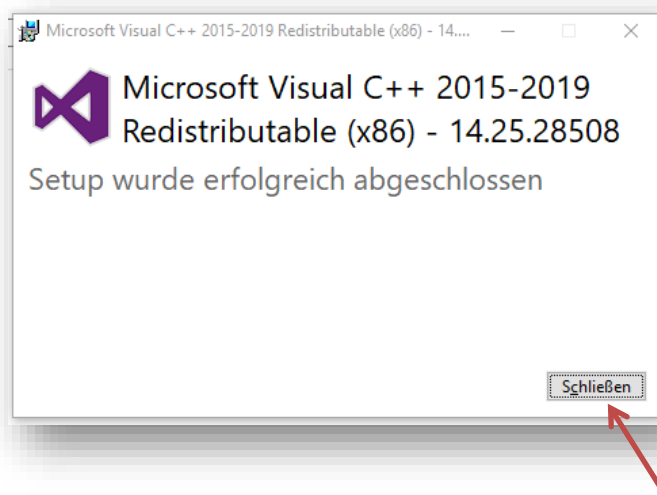 Microsoft Visual C++ 2015-2019 Redistributable (x86) - 14....
Microsoft Visual C++ 2015-2019
Redistributable (x86) - 14.25.28508
Setup wurde erfolgreich abgeschlossen
Schließen